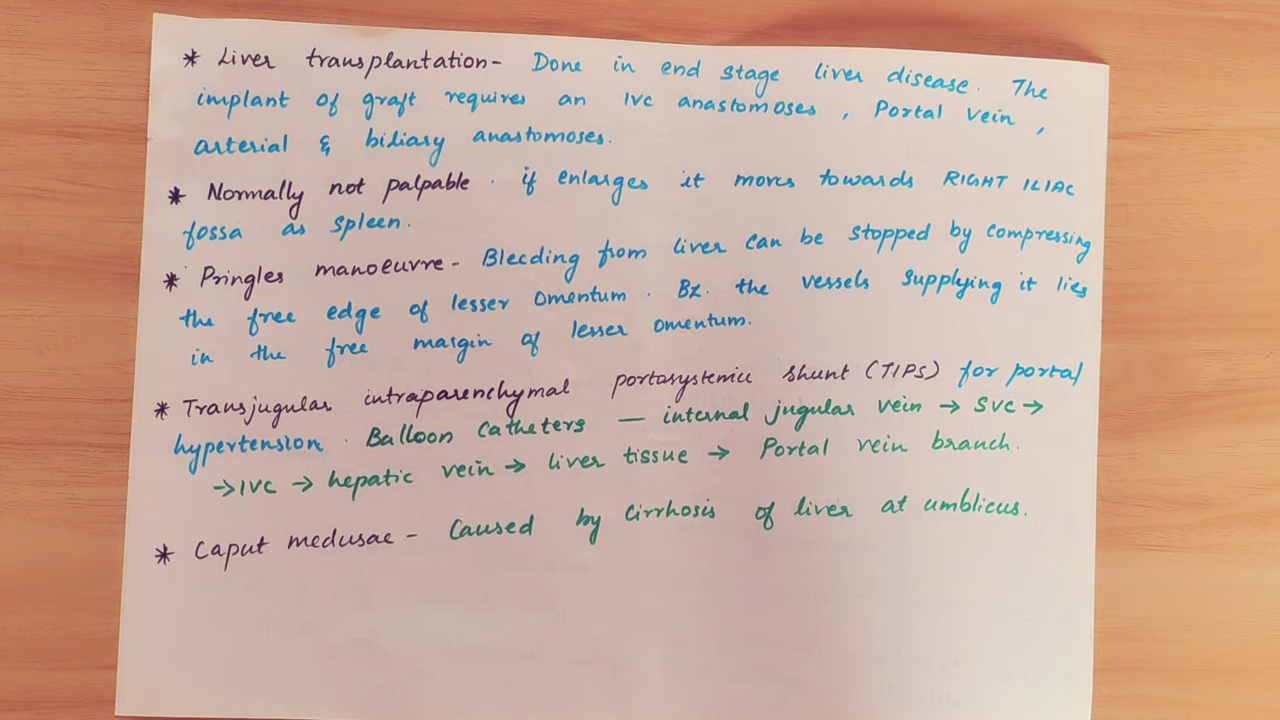 * Liver transplantation- Done in end stage liver disease. The
implant of graft requires an IVC anastomoses, Portal vein,
arterial & biliary anastomoses.
* Normally not palpable. if enlarges it moves towards RIGHT ILIAC
fossa as spleen.
* Pringles manoeuvre- Bleeding from liver can be stopped by compressing
the free edge of lesser omentum. Bz. the vessels supplying it lies
in the free margin of lesser omentum.
* Transjugular intraparenchymal portasystemic shunt (TIPS) for portal
hypertension. Balloon Catheters — internal jugular vein → SVC →
→ IVC → hepatic vein → liver tissue → Portal vein branch.
* Caput medusae - Caused by Cirrhosis of liver at umblicus.